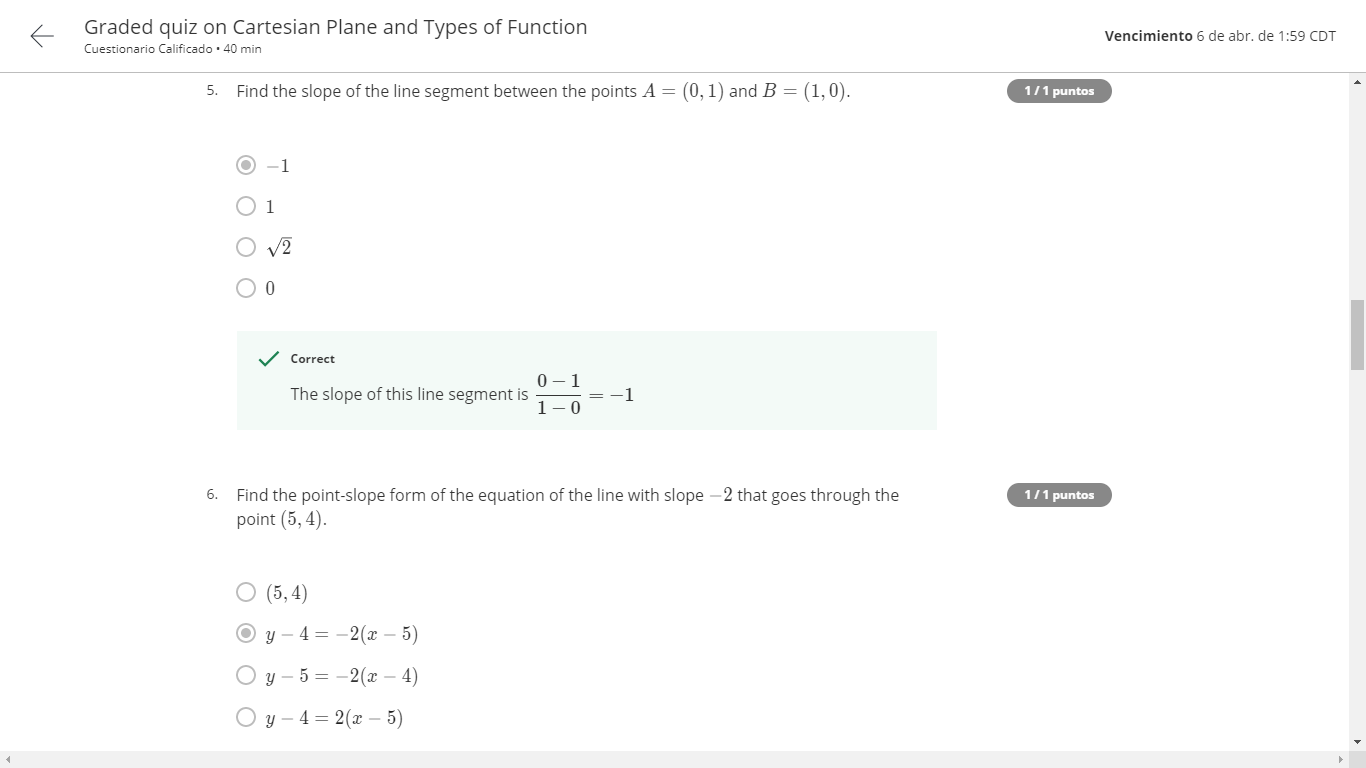 Graded quiz on Cartesian Plane and Types of Function
Cuestionario Calificado • 40 min
Vencimiento 6 de abr. de 1:59 CDT
5. Find the slope of the line segment between the points A = (0, 1) and B = (1, 0).
1 / 1 puntos
−1
1
√2
0
Correct
The slope of this line segment is (0 − 1)/(1 − 0) = −1
6. Find the point-slope form of the equation of the line with slope −2 that goes through the
point (5, 4).
1 / 1 puntos
(5, 4)
y − 4 = −2(x − 5)
y − 5 = −2(x − 4)
y − 4 = 2(x − 5)